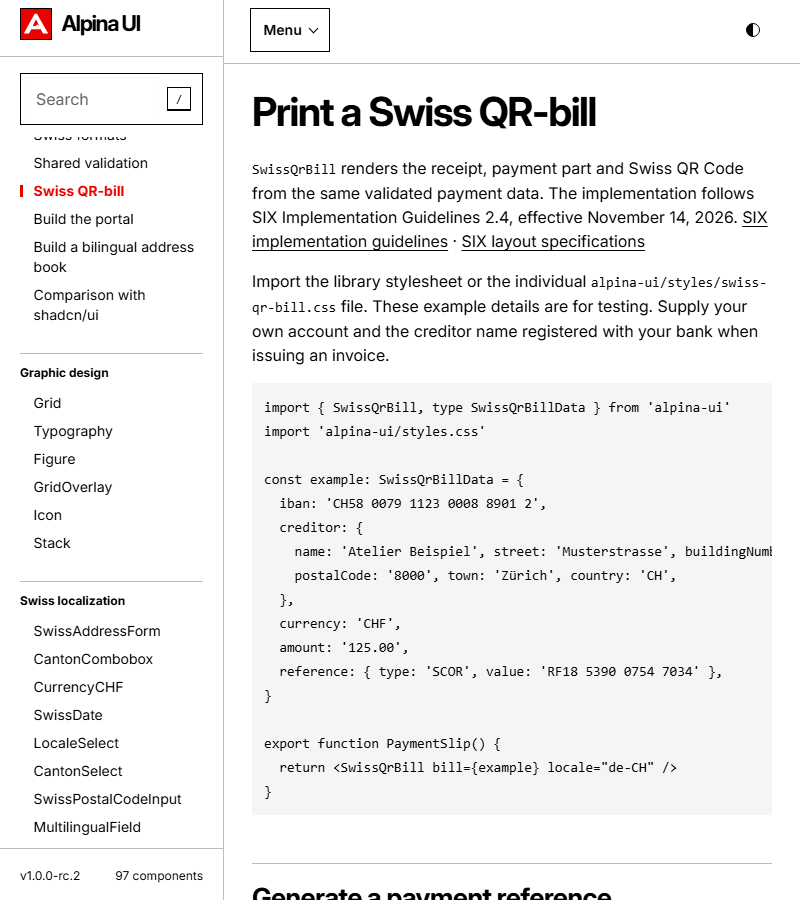 Alpina UI
Menu
Search
/
Swiss formats
Shared validation
Swiss QR-bill
Build the portal
Build a bilingual address
book
Comparison with
shadcn/ui
Graphic design
Grid
Typography
Figure
GridOverlay
Icon
Stack
Swiss localization
SwissAddressForm
CantonCombobox
CurrencyCHF
SwissDate
LocaleSelect
CantonSelect
SwissPostalCodeInput
MultilingualField
v1.0.0-rc.2 97 components
Print a Swiss QR-bill
SwissQrBill renders the receipt, payment part and Swiss QR Code
from the same validated payment data. The implementation follows
SIX Implementation Guidelines 2.4, effective November 14, 2026. SIX
implementation guidelines · SIX layout specifications
Import the library stylesheet or the individual alpina-ui/styles/swiss-
qr-bill.css file. These example details are for testing. Supply your
own account and the creditor name registered with your bank when
issuing an invoice.
import { SwissQrBill, type SwissQrBillData } from 'alpina-ui'
import 'alpina-ui/styles.css'
const example: SwissQrBillData = {
iban: 'CH58 0079 1123 0008 8901 2',
creditor: {
name: 'Atelier Beispiel', street: 'Musterstrasse', buildingNumb
postalCode: '8000', town: 'Zürich', country: 'CH',
},
currency: 'CHF',
amount: '125.00',
reference: { type: 'SCOR', value: 'RF18 5390 0754 7034' },
}
export function PaymentSlip() {
return <SwissQrBill bill={example} locale="de-CH" />
}
Generate a payment reference